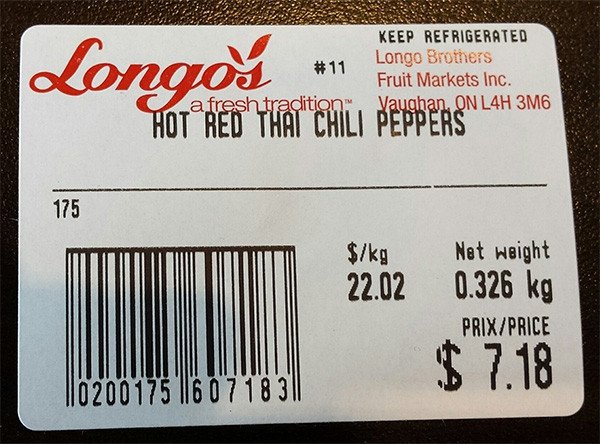 KEEP REFRIGERATED
Longo's
#11
Longo Brothers
Fruit Markets Inc.
a fresh tradition™
Vaughan, ON L4H 3M6
HOT RED THAI CHILI PEPPERS
175
$/kg Net weight
22.02 0.326 kg
PRIX/PRICE
$ 7.18
0200175 607183